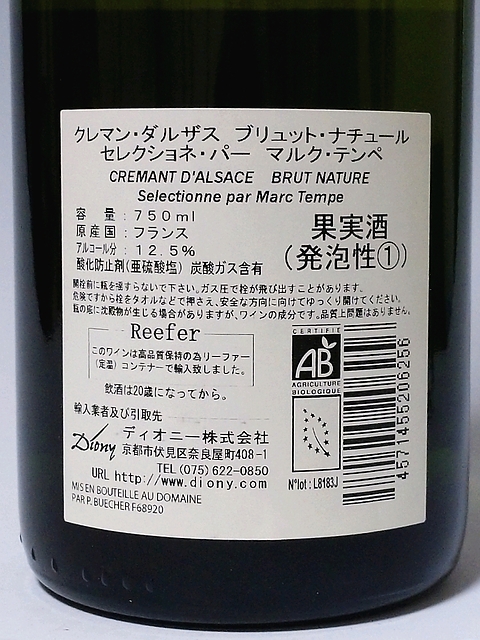 クレマン・ダルザス ブリュット・ナチュール
セレクショネ・パー マルク・テンペ
CREMANT D'ALSACE BRUT NATURE
Selectionne par Marc Tempe
容 量 : 750ml
原産国 : フランス
アルコール分 : 12.5%
酸化防止剤(亜硫酸塩) 炭酸ガス含有
果実酒
(発泡性①)
開栓前に瓶を揺すらないで下さい。ガス圧で栓が飛び出すことがあります。
危険ですから栓をタオルなどで押さえ、安全な方向に向けてゆっくり開けてください。
瓶の底に沈殿物が生じる場合がありますが、ワインの成分です。品質上問題はありません。
Reefer
このワインは高品質保持の為リーファー
(定温) コンテナーで輸入致しました。
飲酒は20歳になってから。
輸入業者及び引取先
Diony ディオニー株式会社
京都市伏見区奈良屋町408-1
TEL (075) 622-0850
URL http://www.diony.com
MIS EN BOUTEILLE AU DOMAINE
PAR P. BUECHER F68920
CERTIFIÉ
AB
AGRICULTURE
BIOLOGIQUE
N°lot : L8183J
4571455206256